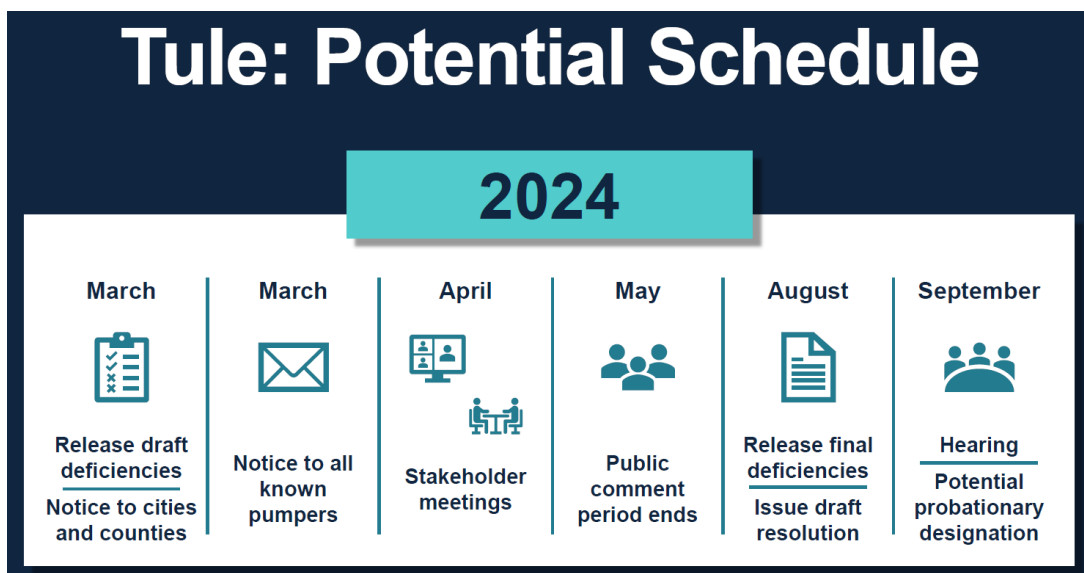 Tule: Potential Schedule
2024
March
Release draft
deficiencies
Notice to cities
and counties
March
Notice to all
known
pumpers
April
Stakeholder
meetings
May
Public
comment
period ends
August
Release final
deficiencies
Issue draft
resolution
September
Hearing
Potential
probationary
designation